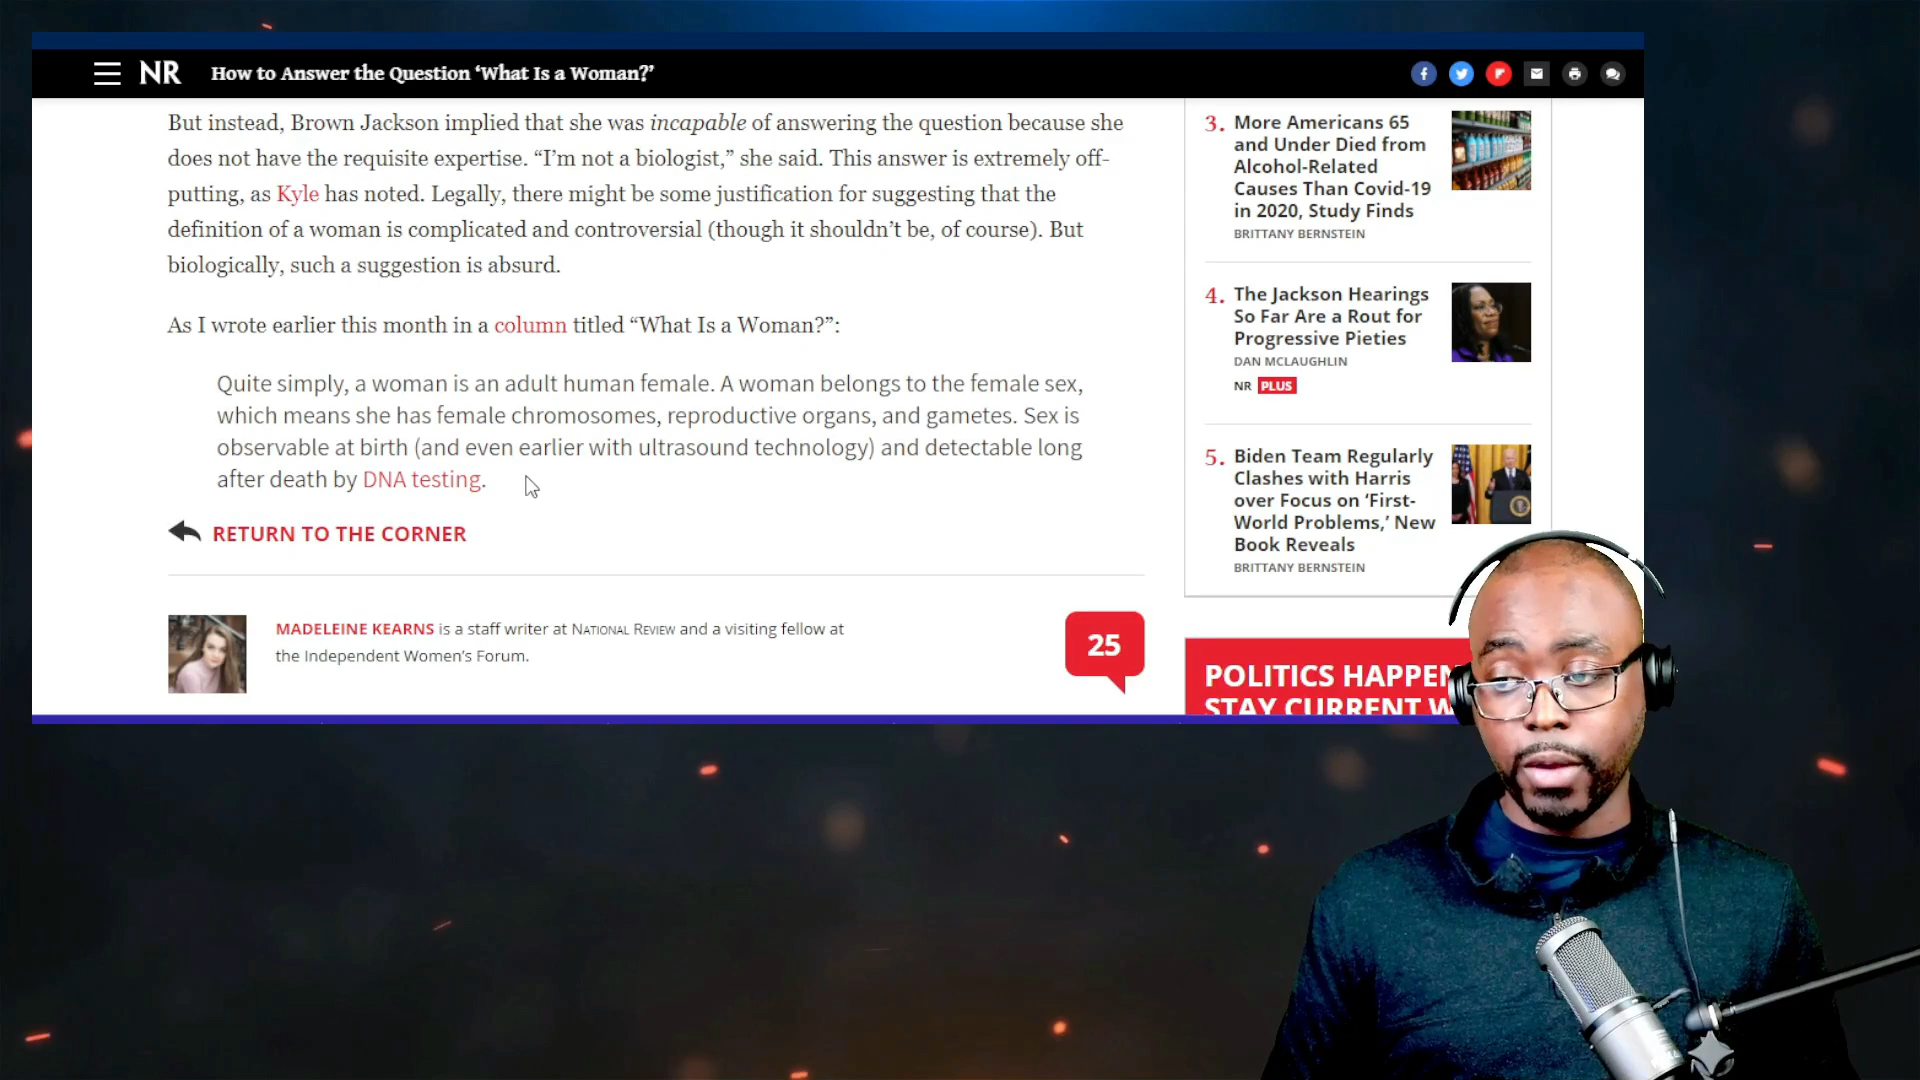 NR How to Answer the Question ‘What Is a Woman?’
But instead, Brown Jackson implied that she was incapable of answering the question because she
does not have the requisite expertise. “I’m not a biologist,” she said. This answer is extremely off-
putting, as Kyle has noted. Legally, there might be some justification for suggesting that the
definition of a woman is complicated and controversial (though it shouldn’t be, of course). But
biologically, such a suggestion is absurd.
As I wrote earlier this month in a column titled “What Is a Woman?”:
Quite simply, a woman is an adult human female. A woman belongs to the female sex,
which means she has female chromosomes, reproductive organs, and gametes. Sex is
observable at birth (and even earlier with ultrasound technology) and detectable long
after death by DNA testing.
RETURN TO THE CORNER
MADELEINE KEARNS is a staff writer at NATIONAL REVIEW and a visiting fellow at
the Independent Women’s Forum.
25
3. More Americans 65
and Under Died from
Alcohol-Related
Causes Than Covid-19
in 2020, Study Finds
BRITTANY BERNSTEIN
4. The Jackson Hearings
So Far Are a Rout for
Progressive Pieties
DAN MCLAUGHLIN
NR PLUS
5. Biden Team Regularly
Clashes with Harris
over Focus on ‘First-
World Problems,’ New
Book Reveals
BRITTANY BERNSTEIN
POLITICS HAPPEN
STAY CURRENT W